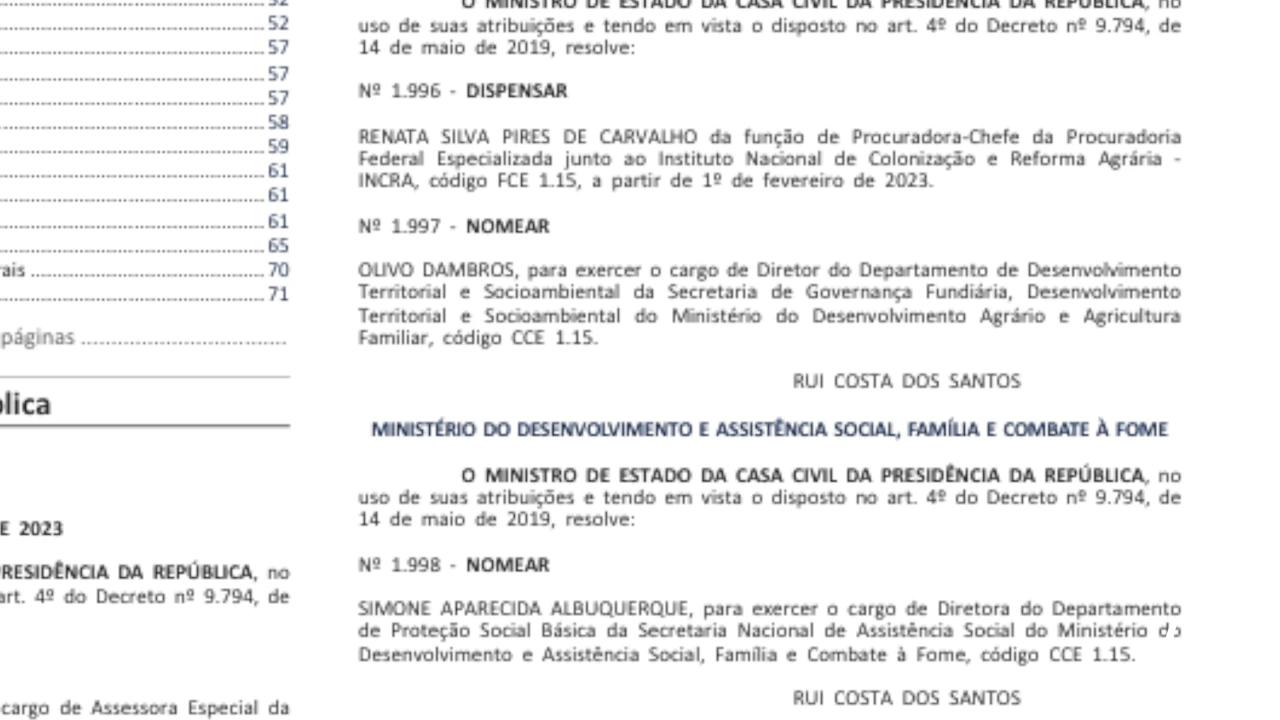 52
52
57
57
57
58
59
61
61
61
65
rais 70
71
páginas
E 2023
PRESIDÊNCIA DA REPÚBLICA, no
art. 4º do Decreto nº 9.794, de
cargo de Assessora Especial da
O MINISTRO DE ESTADO DA CASA CIVIL DA PRESIDÊNCIA DA REPÚBLICA, no
uso de suas atribuições e tendo em vista o disposto no art. 4º do Decreto nº 9.794, de
14 de maio de 2019, resolve:
Nº 1.996 - DISPENSAR
RENATA SILVA PIRES DE CARVALHO da função de Procuradora-Chefe da Procuradoria
Federal Especializada junto ao Instituto Nacional de Colonização e Reforma Agrária -
INCRA, código FCE 1.15, a partir de 1º de fevereiro de 2023.
Nº 1.997 - NOMEAR
OLIVO DAMBROS, para exercer o cargo de Diretor do Departamento de Desenvolvimento
Territorial e Socioambiental da Secretaria de Governança Fundiária, Desenvolvimento
Territorial e Socioambiental do Ministério do Desenvolvimento Agrário e Agricultura
Familiar, código CCE 1.15.
RUI COSTA DOS SANTOS
MINISTÉRIO DO DESENVOLVIMENTO E ASSISTÊNCIA SOCIAL, FAMÍLIA E COMBATE À FOME
O MINISTRO DE ESTADO DA CASA CIVIL DA PRESIDÊNCIA DA REPÚBLICA, no
uso de suas atribuições e tendo em vista o disposto no art. 4º do Decreto nº 9.794, de
14 de maio de 2019, resolve:
Nº 1.998 - NOMEAR
SIMONE APARECIDA ALBUQUERQUE, para exercer o cargo de Diretora do Departamento
de Proteção Social Básica da Secretaria Nacional de Assistência Social do Ministério do
Desenvolvimento e Assistência Social, Família e Combate à Fome, código CCE 1.15.
RUI COSTA DOS SANTOS